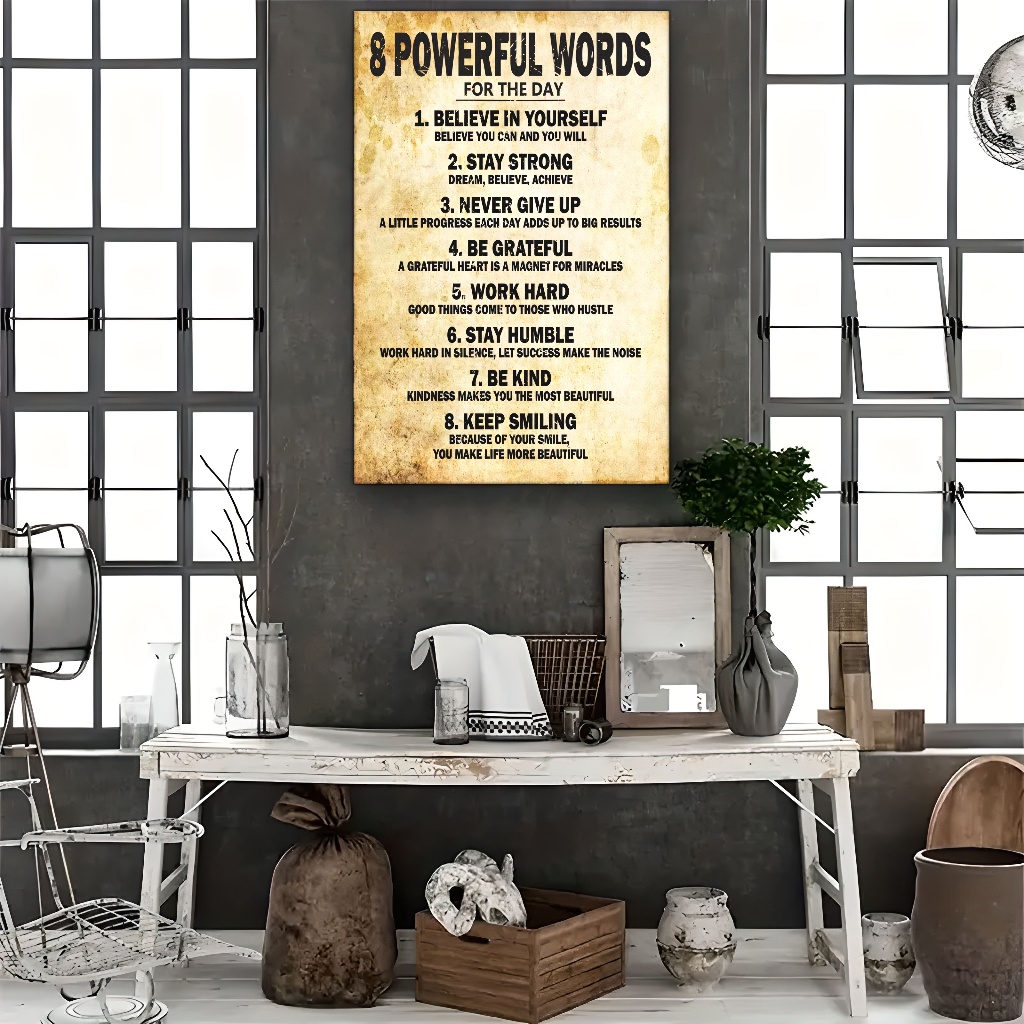 8 POWERFUL WORDS
FOR THE DAY
1. BELIEVE IN YOURSELF
BELIEVE YOU CAN AND YOU WILL
2. STAY STRONG
DREAM, BELIEVE, ACHIEVE
3. NEVER GIVE UP
A LITTLE PROGRESS EACH DAY ADDS UP TO BIG RESULTS
4. BE GRATEFUL
A GRATEFUL HEART IS A MAGNET FOR MIRACLES
5. WORK HARD
GOOD THINGS COME TO THOSE WHO HUSTLE
6. STAY HUMBLE
WORK HARD IN SILENCE, LET SUCCESS MAKE THE NOISE
7. BE KIND
KINDNESS MAKES YOU THE MOST BEAUTIFUL
8. KEEP SMILING
BECAUSE OF YOUR SMILE,
YOU MAKE LIFE MORE BEAUTIFUL